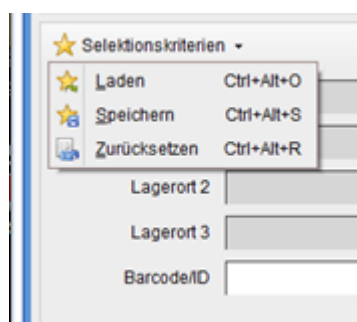 Selektionskriterien
Laden Ctrl+Alt+O
Speichern Ctrl+Alt+S
Zurücksetzen Ctrl+Alt+R
Lagerort 2
Lagerort 3
Barcode/ID